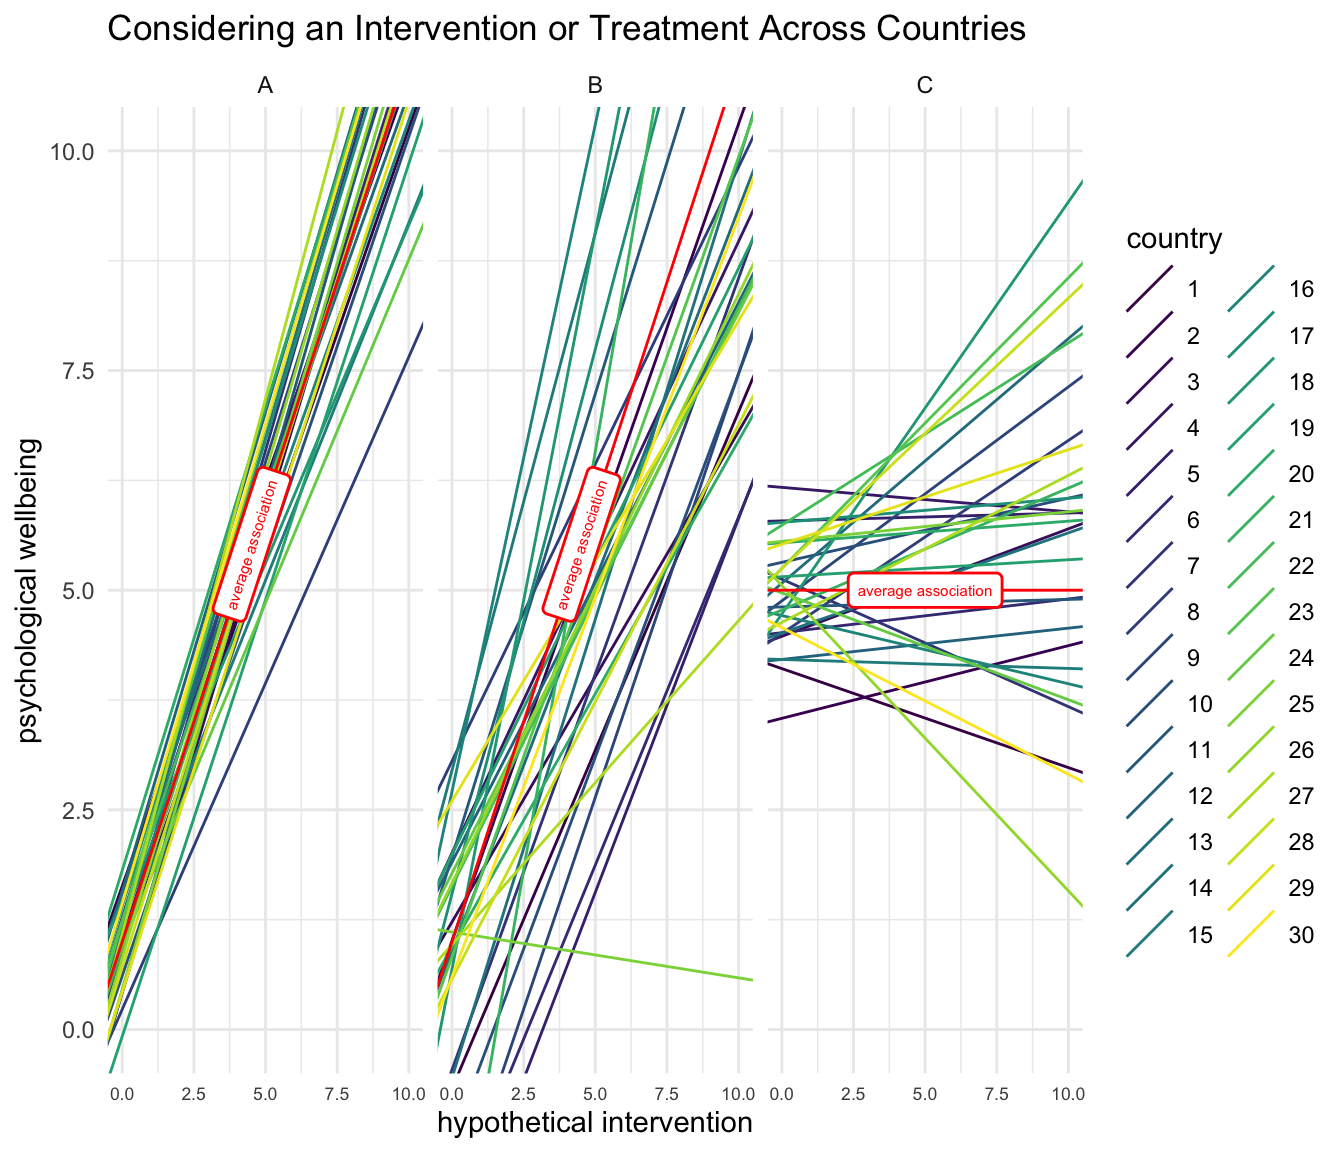 Considering an Intervention or Treatment Across Countries
A
B
C
psychological wellbeing
10.0
7.5
5.0
2.5
0.0
average association
average association
average association
0.0 2.5 5.0 7.5 10.0
0.0 2.5 5.0 7.5 10.0
0.0 2.5 5.0 7.5 10.0
hypothetical intervention
country
1
2
3
4
5
6
7
8
9
10
11
12
13
14
15
16
17
18
19
20
21
22
23
24
25
26
27
28
29
30